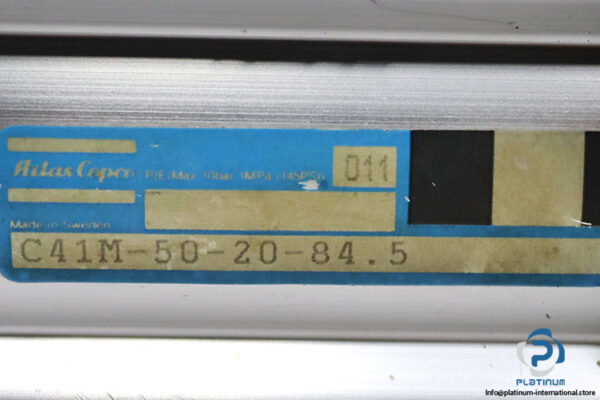 Atlas Copco
P(E)Max 10bar 1MPa (145PSI)
011
Made in Sweden
C41M-50-20-84.5
PLATINUM
Info@platinum-international.store